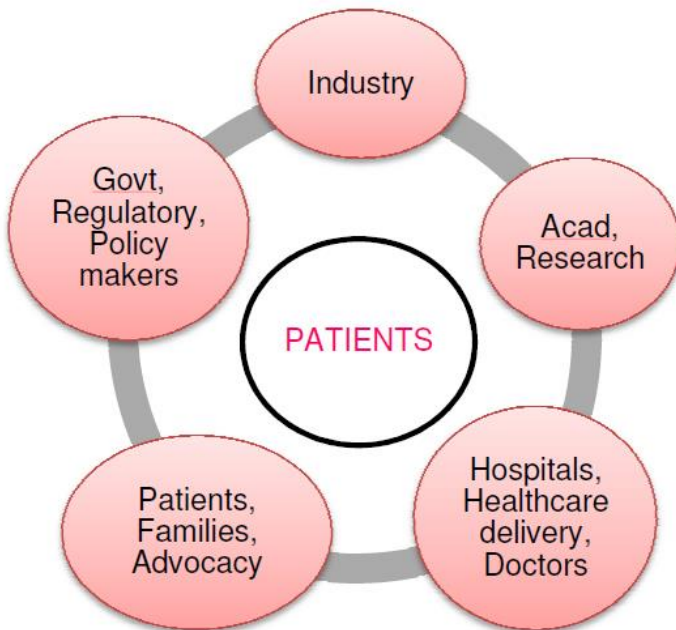 Industry
Govt,
Regulatory,
Policy
makers
Acad,
Research
PATIENTS
Patients,
Families,
Advocacy
Hospitals,
Healthcare
delivery,
Doctors